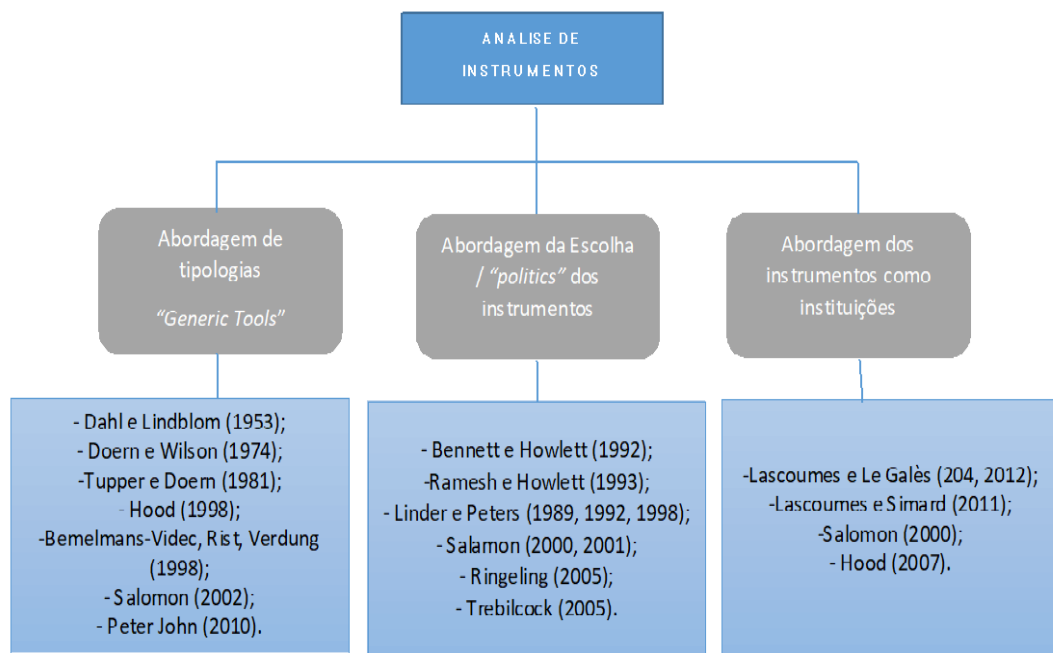 ANALISE DE
INSTRUMENTOS
Abordagem de
tipologias
“Generic Tools”
Abordagem da Escolha
/ “politics” dos
instrumentos
Abordagem dos
instrumentos como
instituições
- Dahl e Lindblom (1953);
- Doern e Wilson (1974);
- Tupper e Doern (1981);
- Hood (1998);
-Bemelmans-Videc, Rist, Verdung
(1998);
- Salomon (2002);
- Peter John (2010).
- Bennett e Howlett (1992);
- Ramesh e Howlett (1993);
- Linder e Peters (1989, 1992, 1998);
- Salamon (2000, 2001);
- Ringeling (2005);
- Trebilcock (2005).
-Lascoumes e Le Galès (204, 2012);
-Lascoumes e Simard (2011);
-Salomon (2000);
- Hood (2007).